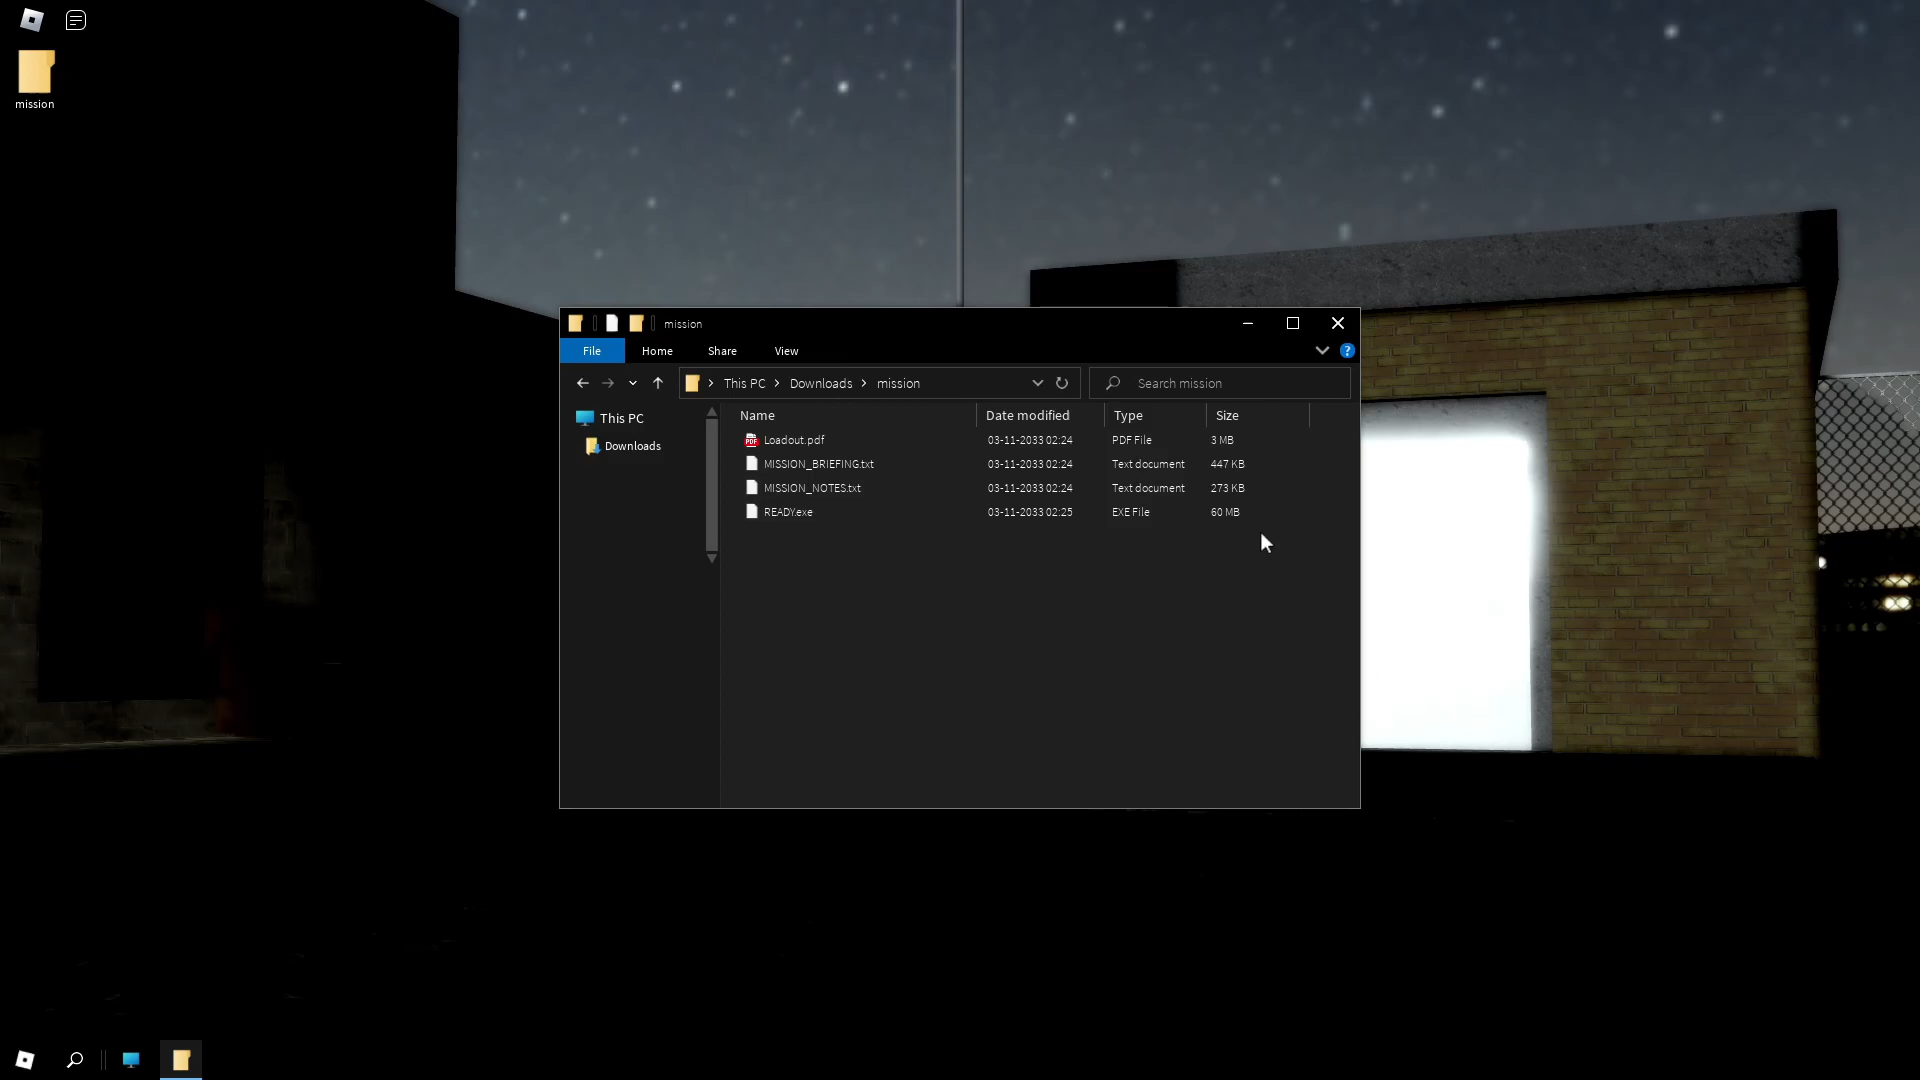 mission
mission
File Home Share View
This PC Downloads mission
Search mission
This PC
Downloads
Name Date modified Type Size
Loadout.pdf 03-11-2033 02:24 PDF File 3 MB
MISSION_BRIEFING.txt 03-11-2033 02:24 Text document 447 KB
MISSION_NOTES.txt 03-11-2033 02:24 Text document 273 KB
READY.exe 03-11-2033 02:25 EXE File 60 MB